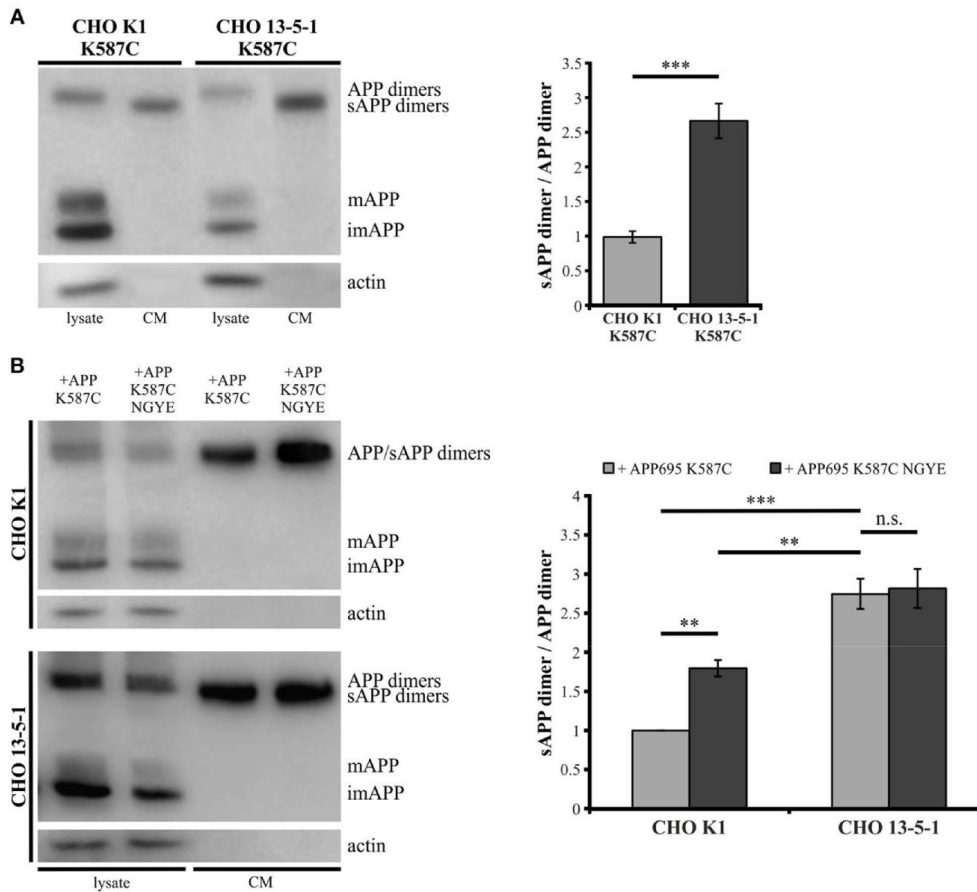 A
CHO K1
K587C
CHO 13-5-1
K587C
APP dimers
sAPP dimers
mAPP
imAPP
actin
lysate CM lysate CM
sAPP dimer / APP dimer
3.5
3
2.5
2
1.5
1
0.5
0
***
CHO K1
K587C
CHO 13-5-1
K587C
B
+APP
K587C
+APP
K587C
NGYE
+APP
K587C
+APP
K587C
NGYE
CHO K1
APP/sAPP dimers
mAPP
imAPP
actin
CHO 13-5-1
APP dimers
sAPP dimers
mAPP
imAPP
actin
lysate CM
+ APP695 K587C + APP695 K587C NGYE
sAPP dimer / APP dimer
4
3.5
3
2.5
2
1.5
1
0.5
0
***
n.s.
**
**
CHO K1 CHO 13-5-1